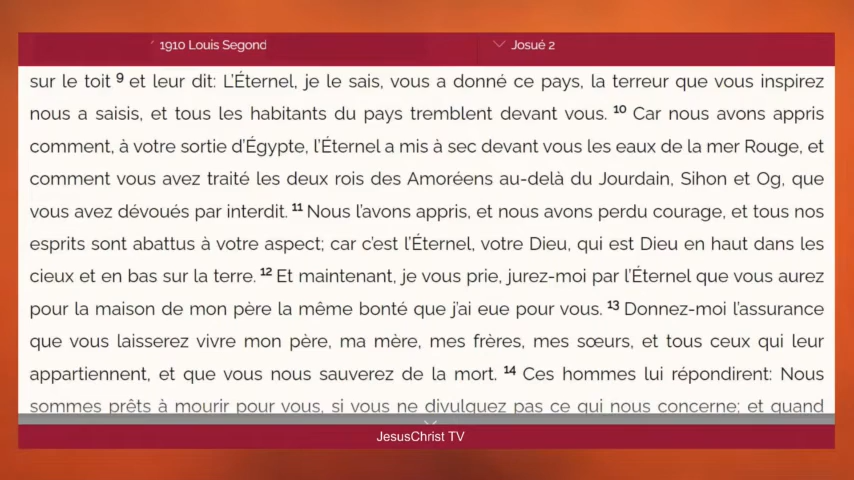 1910 Louis Segond
Josué 2
sur le toit 9 et leur dit: L’Éternel, je le sais, vous a donné ce pays, la terreur que vous inspirez
nous a saisis, et tous les habitants du pays tremblent devant vous. 10 Car nous avons appris
comment, à votre sortie d’Égypte, l’Éternel a mis à sec devant vous les eaux de la mer Rouge, et
comment vous avez traité les deux rois des Amoréens au-delà du Jourdain, Sihon et Og, que
vous avez dévoués par interdit. 11 Nous l’avons appris, et nous avons perdu courage, et tous nos
esprits sont abattus à votre aspect; car c’est l’Éternel, votre Dieu, qui est Dieu en haut dans les
cieux et en bas sur la terre. 12 Et maintenant, je vous prie, jurez-moi par l’Éternel que vous aurez
pour la maison de mon père la même bonté que j’ai eue pour vous. 13 Donnez-moi l’assurance
que vous laisserez vivre mon père, ma mère, mes frères, mes sœurs, et tous ceux qui leur
appartiennent, et que vous nous sauverez de la mort. 14 Ces hommes lui répondirent: Nous
sommes prêts à mourir pour vous, si vous ne divulguez pas ce qui nous concerne; et quand
JesusChrist TV